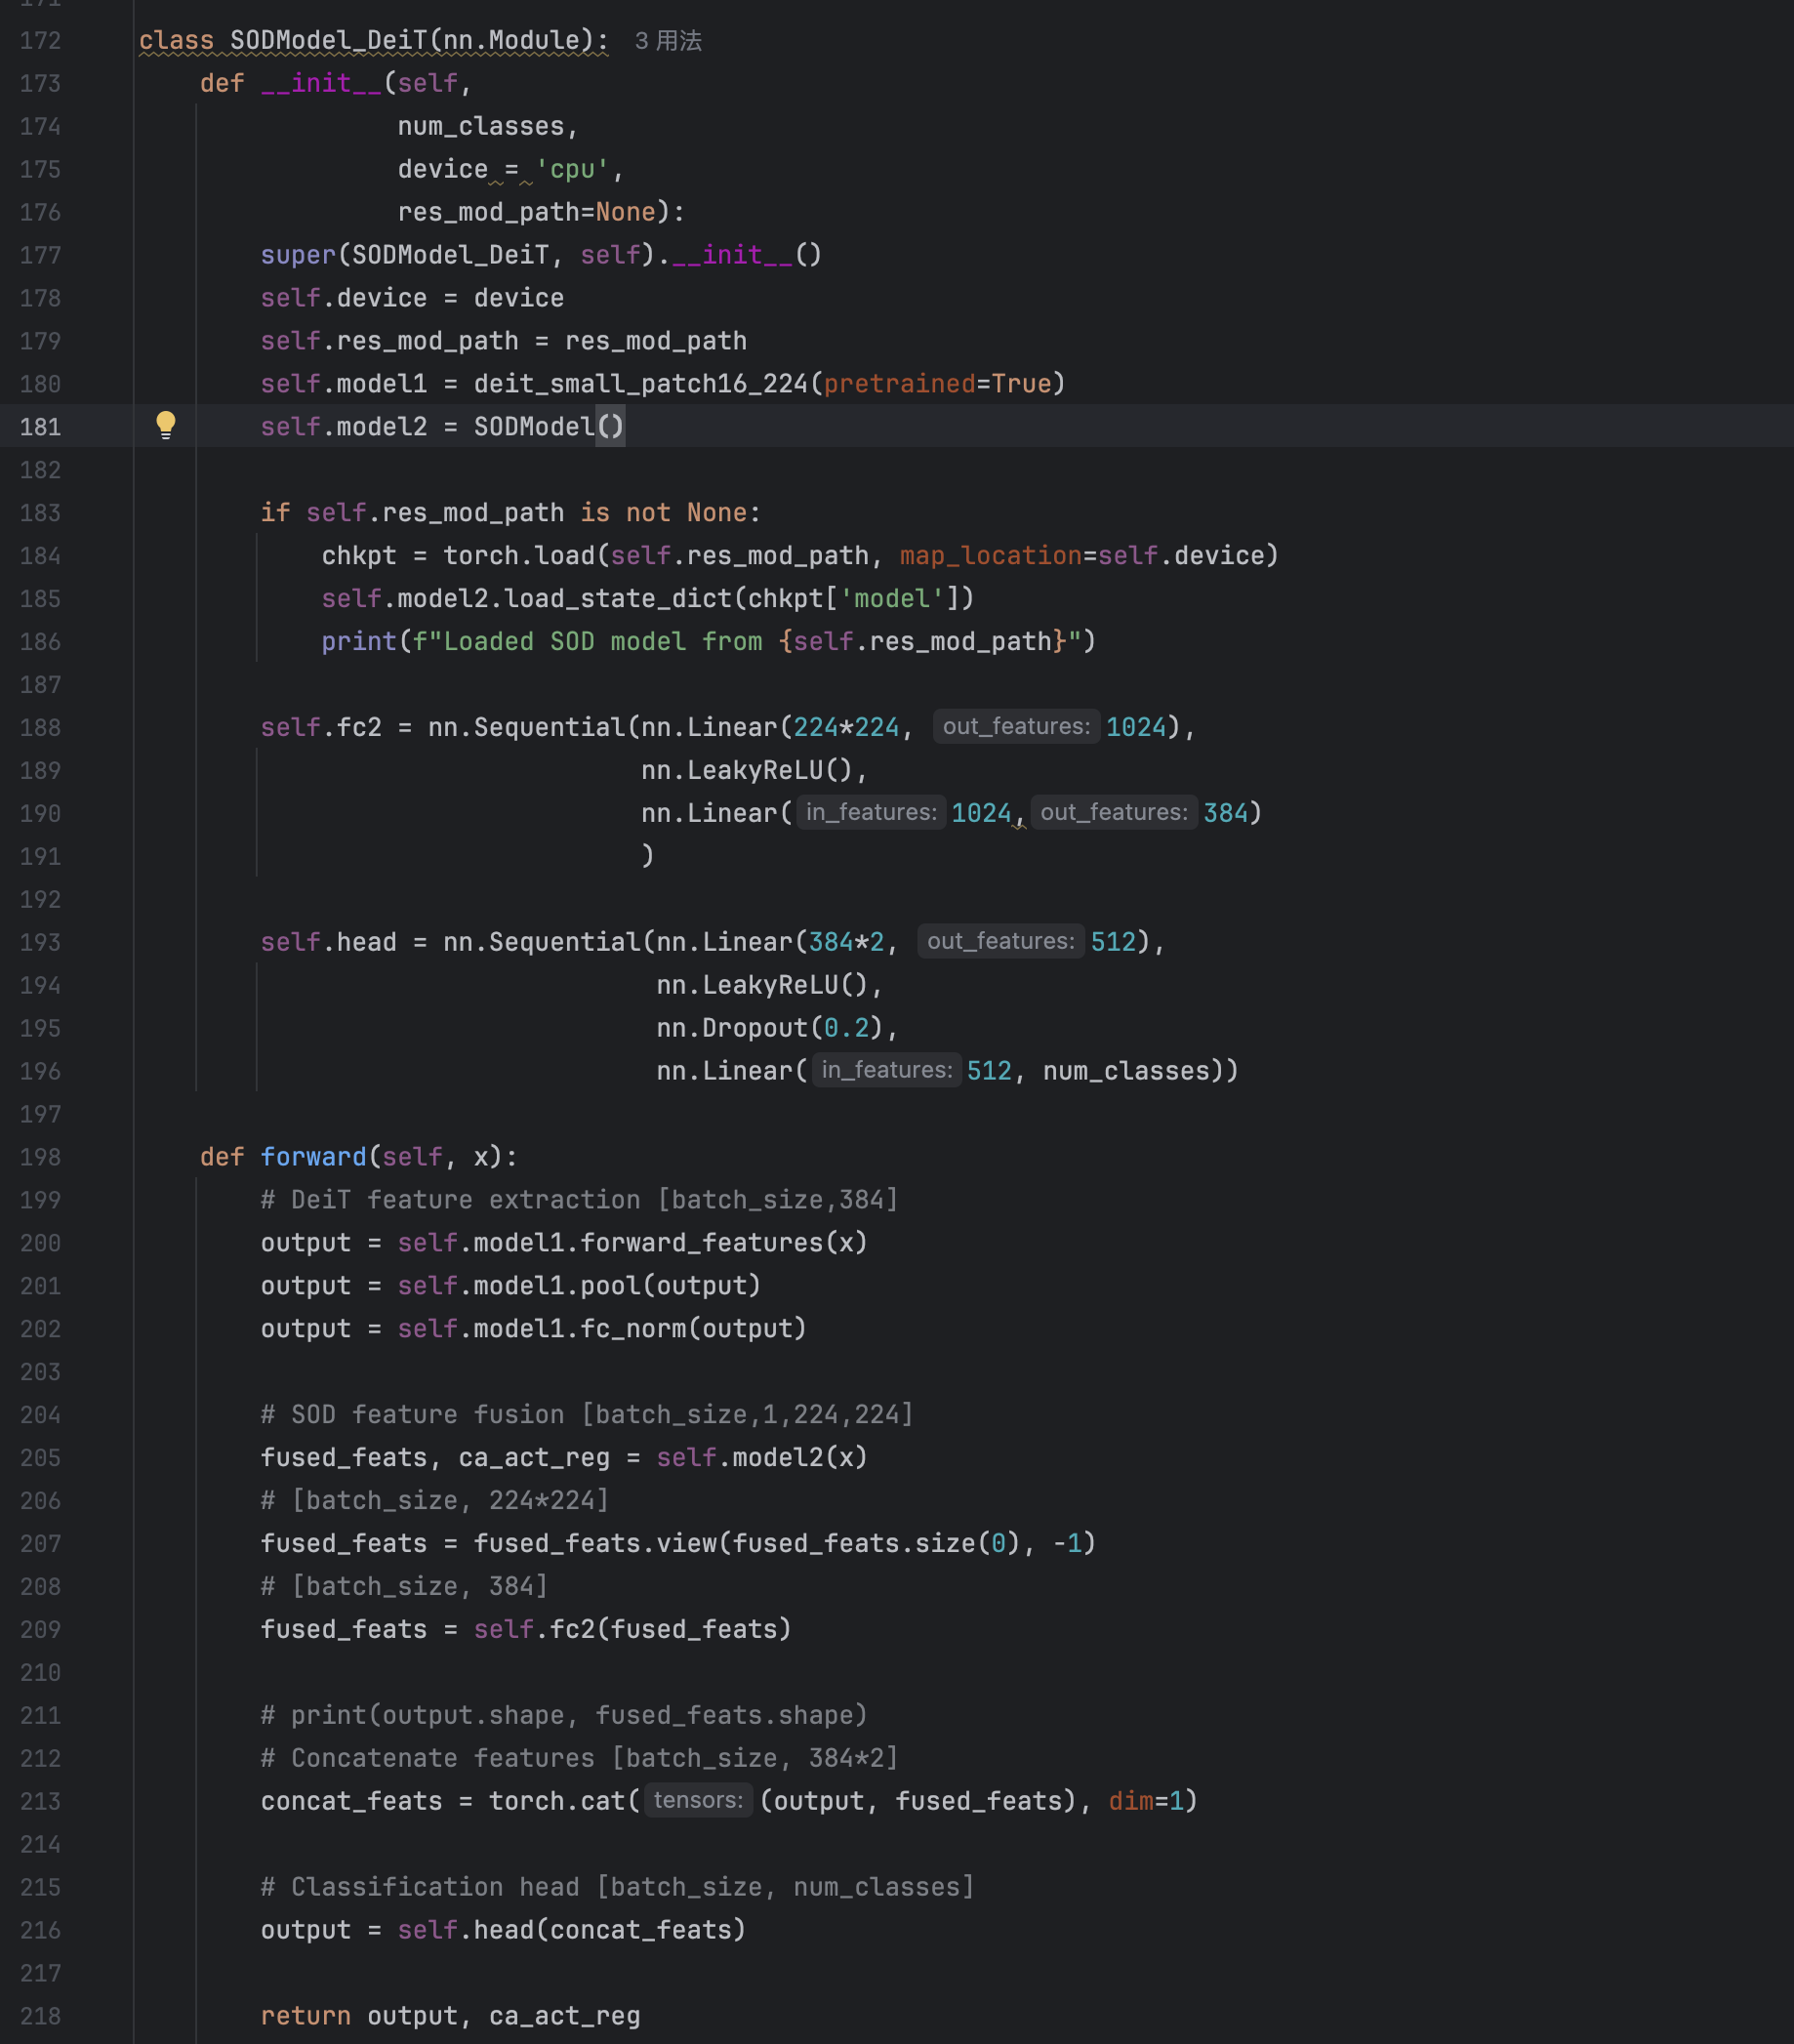 171
172 class SODModel_DeiT(nn.Module): 3 用法
173 def __init__(self,
174 num_classes,
175 device = 'cpu',
176 res_mod_path=None):
177 super(SODModel_DeiT, self).__init__()
178 self.device = device
179 self.res_mod_path = res_mod_path
180 self.model1 = deit_small_patch16_224(pretrained=True)
181 self.model2 = SODModel()
182
183 if self.res_mod_path is not None:
184 chkpt = torch.load(self.res_mod_path, map_location=self.device)
185 self.model2.load_state_dict(chkpt['model'])
186 print(f"Loaded SOD model from {self.res_mod_path}")
187
188 self.fc2 = nn.Sequential(nn.Linear(224*224, out_features: 1024),
189 nn.LeakyReLU(),
190 nn.Linear( in_features: 1024, out_features: 384)
191 )
192
193 self.head = nn.Sequential(nn.Linear(384*2, out_features: 512),
194 nn.LeakyReLU(),
195 nn.Dropout(0.2),
196 nn.Linear( in_features: 512, num_classes))
197
198 def forward(self, x):
199 # DeiT feature extraction [batch_size,384]
200 output = self.model1.forward_features(x)
201 output = self.model1.pool(output)
202 output = self.model1.fc_norm(output)
203
204 # SOD feature fusion [batch_size,1,224,224]
205 fused_feats, ca_act_reg = self.model2(x)
206 # [batch_size, 224*224]
207 fused_feats = fused_feats.view(fused_feats.size(0), -1)
208 # [batch_size, 384]
209 fused_feats = self.fc2(fused_feats)
210
211 # print(output.shape, fused_feats.shape)
212 # Concatenate features [batch_size, 384*2]
213 concat_feats = torch.cat( tensors: (output, fused_feats), dim=1)
214
215 # Classification head [batch_size, num_classes]
216 output = self.head(concat_feats)
217
218 return output, ca_act_reg